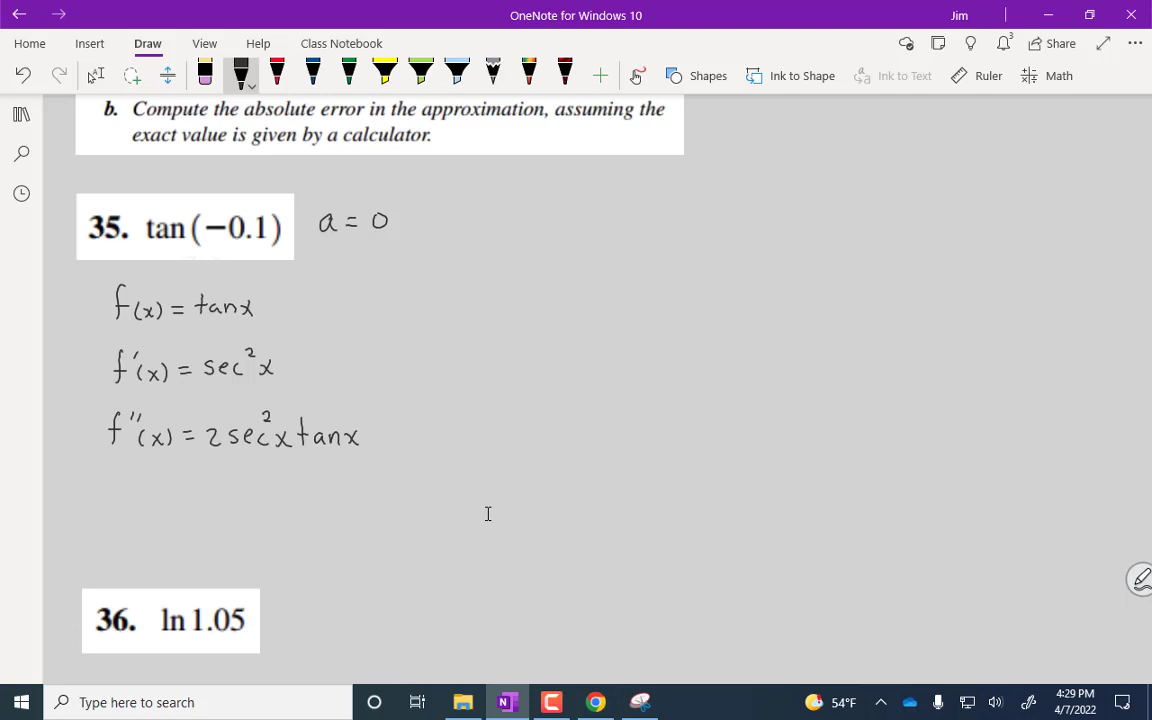 OneNote for Windows 10
Jim
Home Insert Draw View Help Class Notebook
Share
Shapes Ink to Shape Ink to Text Ruler Math
b. Compute the absolute error in the approximation, assuming the
exact value is given by a calculator.
35. tan(−0.1) a = 0
f(x) = tanx
f'(x) = sec²x
f''(x) = 2sec²xtanx
36. ln 1.05
Type here to search
54°F
4:29 PM
4/7/2022